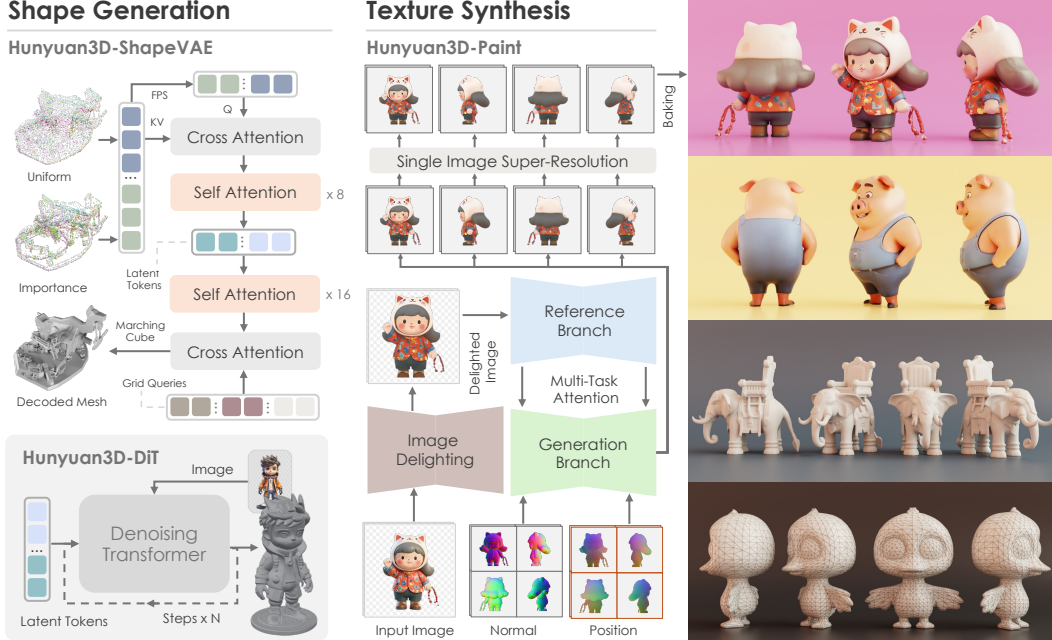 Shape Generation
Hunyuan3D-ShapeVAE
FPS
Q
KV
Cross Attention
Uniform
Self Attention
x 8
Importance
Latent
Tokens
Self Attention
x 16
Marching
Cube
Cross Attention
Decoded Mesh
Grid Queries
Hunyuan3D-DiT
Image
Denoising
Transformer
Latent Tokens
Steps x N
Texture Synthesis
Hunyuan3D-Paint
Baking
Single Image Super-Resolution
Reference
Branch
Delighted
Image
Multi-Task
Attention
Image
Delighting
Generation
Branch
Input Image
Normal
Position